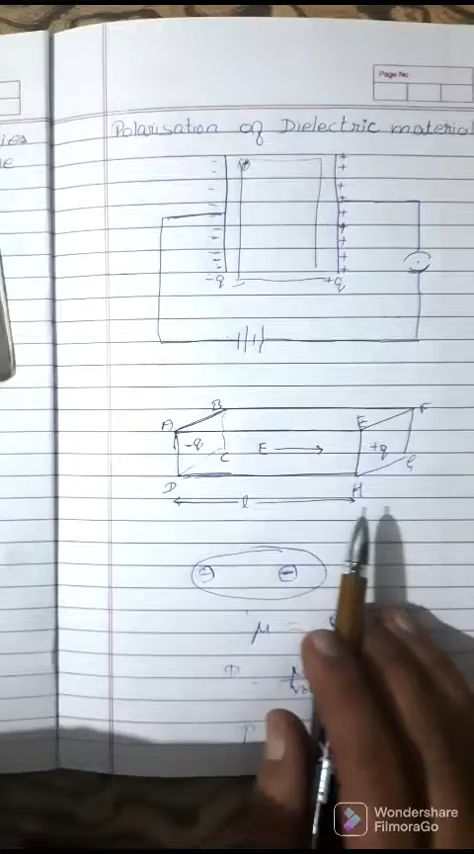 Page No
Polarisation of Dielectric material
-q
+q
A
B
E
F
-q
C
E
+q
G
D
H
l
μ =
P =
Wondershare
FilmoraGo